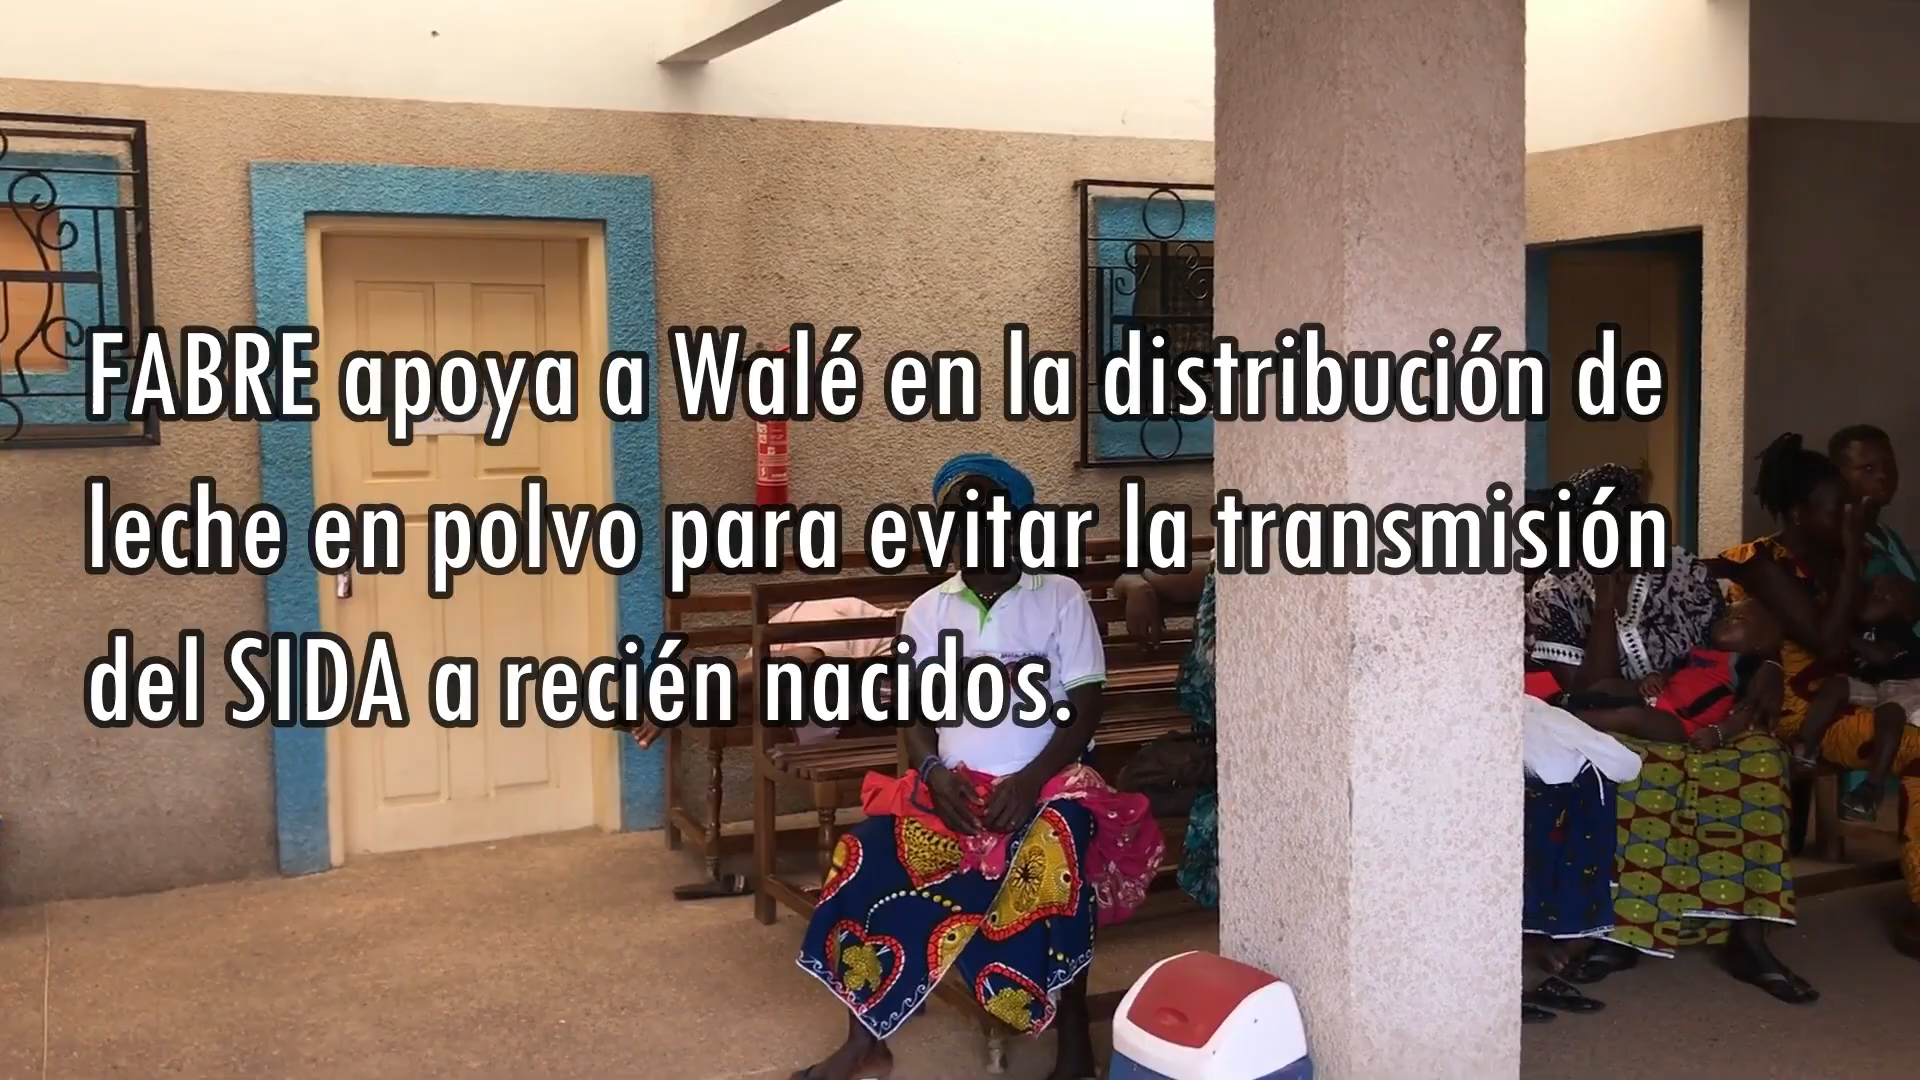 FABRE apoya a Walé en la distribución de
leche en polvo para evitar la transmisión
del SIDA a recién nacidos.